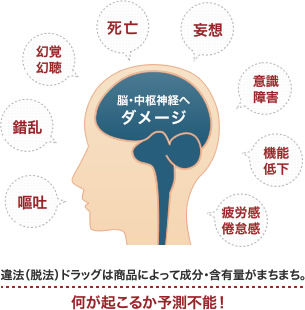 死亡
妄想
幻覚
幻聴
意識
障害
錯乱
機能
低下
嘔吐
疲労感
倦怠感
脳・中枢神経へ
ダメージ
違法（脱法）ドラッグは商品によって成分・含有量がまちまち。
何が起こるか予測不能！